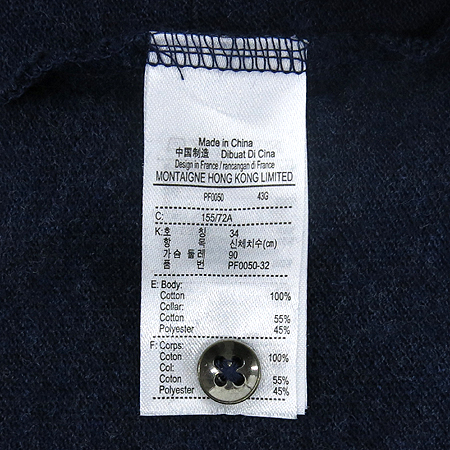 Made in China
中国制造 Dibuat Di Cina
Design in France / rancangan di France
MONTAIGNE HONG KONG LIMITED
PF0050 43G
C: 155/72A
K: 호 칭 34
항 목 신체치수(cm)
가슴 둘레 90
품 번 PF0050-32
E: Body:
Cotton 100%
Collar:
Cotton 55%
Polyester 45%
F: Corps:
Coton 100%
Col:
Coton 55%
Polyester 45%